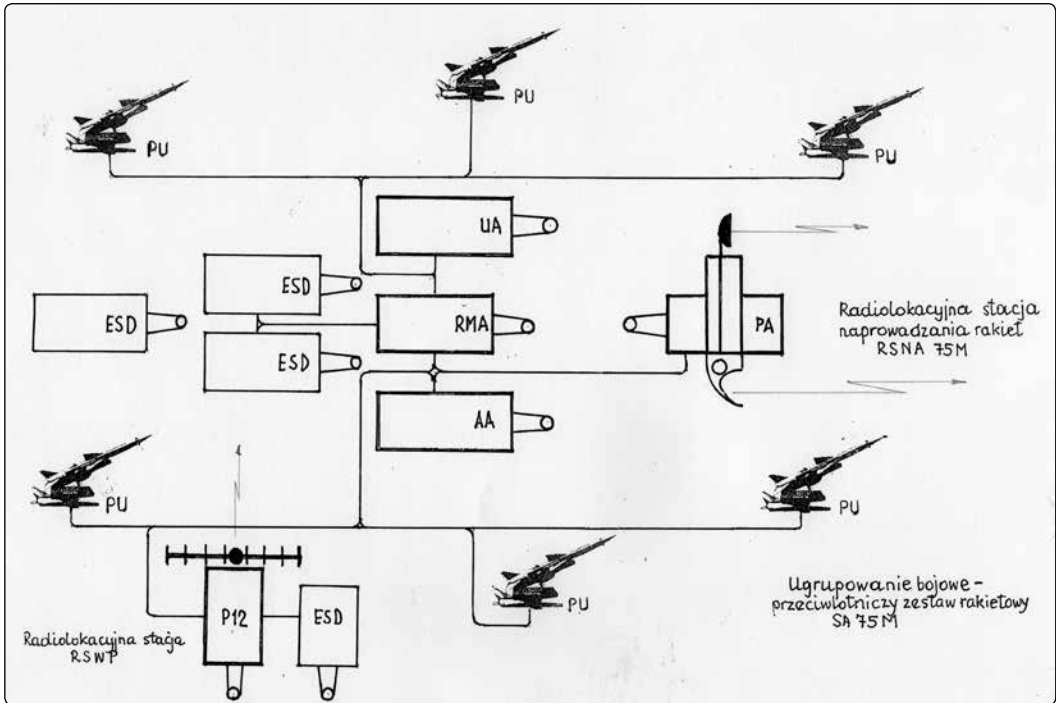 PU
PU
PU
UA
ESD
ESD
RMA
PA
ESD
AA
Radiolokacyjna stacja
naprowadzania rakiet
RSNA 75M
PU
PU
PU
P12
ESD
Radiolokacyjna stacja
RSWP
Ugrupowanie bojowe -
przeciwlotniczy zestaw rakietowy
SA 75M